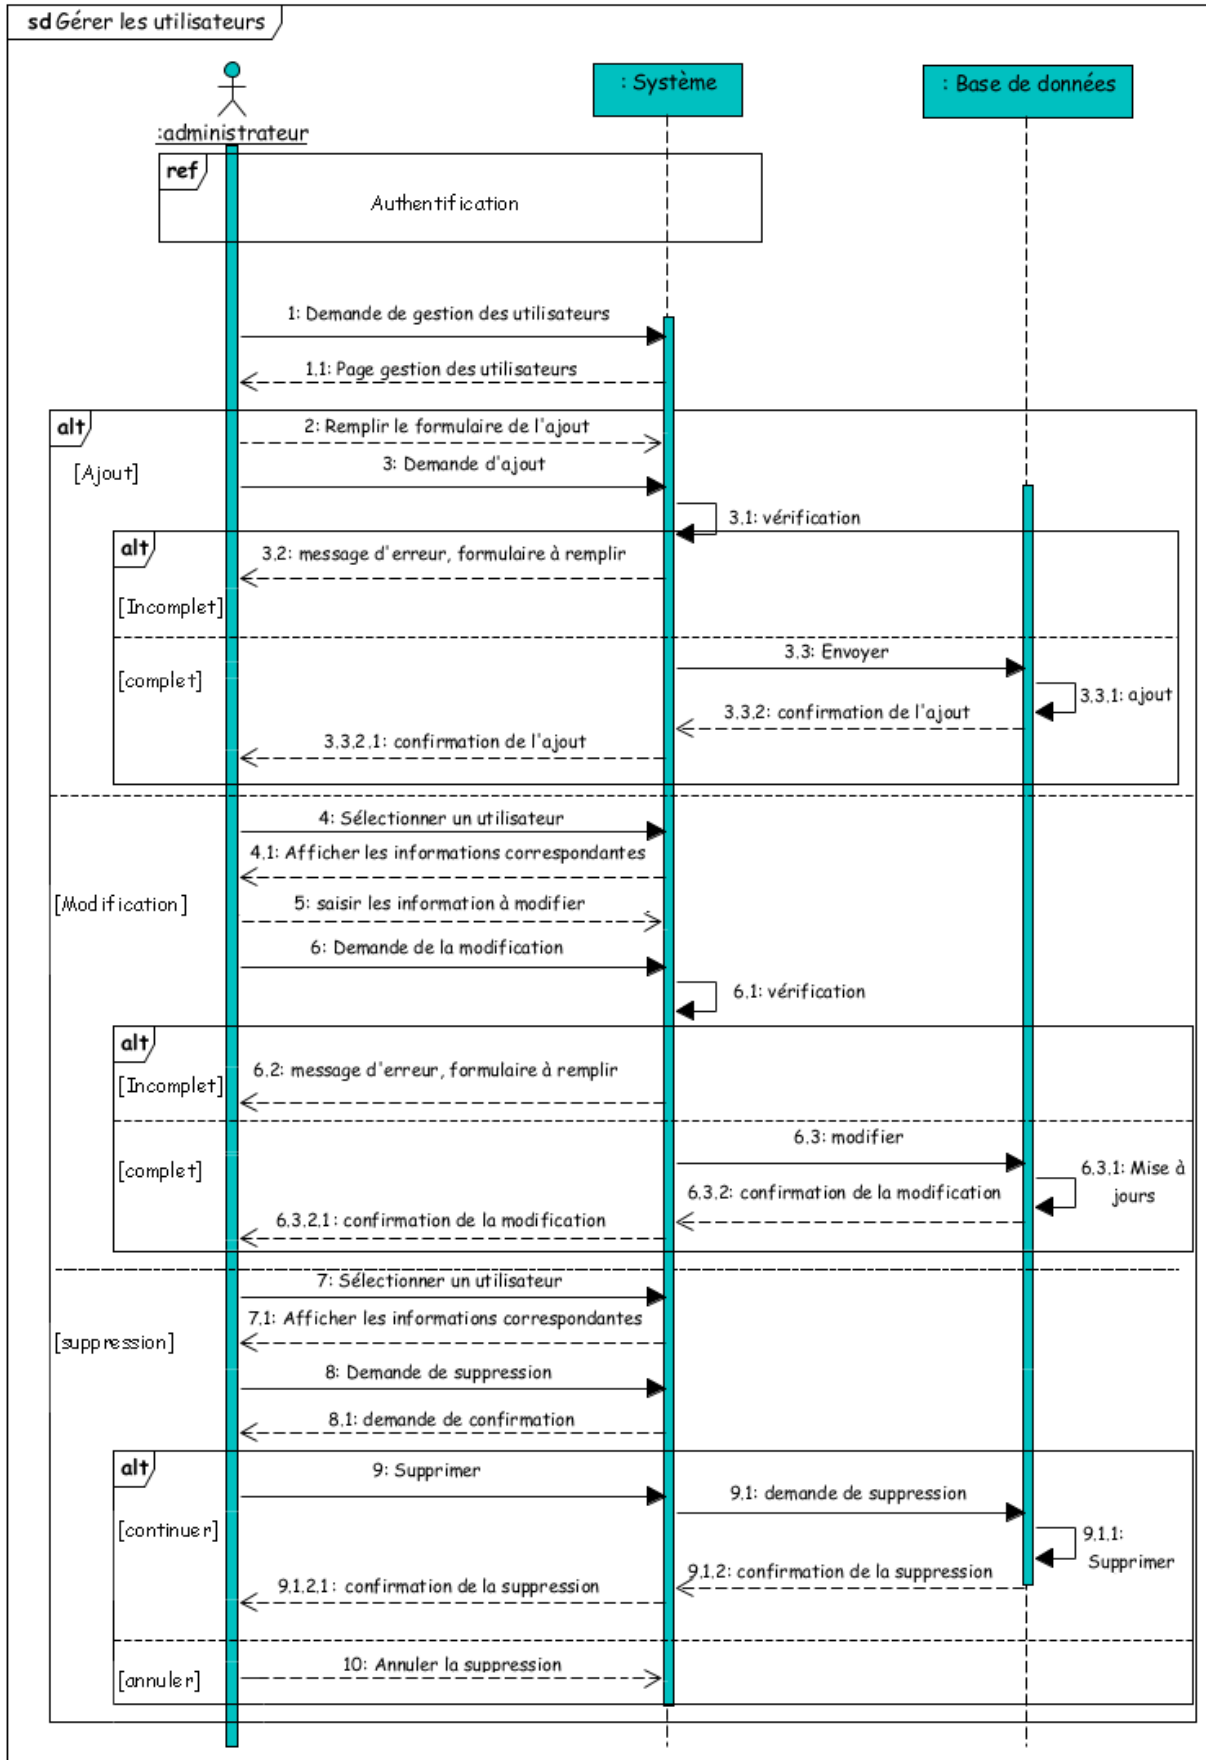 sd Gérer les utilisateurs
: Système
: Base de données
:administrateur
ref
Authentification
1: Demande de gestion des utilisateurs
1.1: Page gestion des utilisateurs
alt
2: Remplir le formulaire de l'ajout
[Ajout]
3: Demande d'ajout
3.1: vérification
alt
3.2: message d'erreur, formulaire à remplir
[Incomplet]
3.3: Envoyer
[complet]
3.3.1: ajout
3.3.2: confirmation de l'ajout
3.3.2.1: confirmation de l'ajout
4: Sélectionner un utilisateur
4.1: Afficher les informations correspondantes
[Modification]
5: saisir les information à modifier
6: Demande de la modification
6.1: vérification
alt
6.2: message d'erreur, formulaire à remplir
[Incomplet]
6.3: modifier
[complet]
6.3.1: Mise à
jours
6.3.2: confirmation de la modification
6.3.2.1: confirmation de la modification
7: Sélectionner un utilisateur
7.1: Afficher les informations correspondantes
[suppression]
8: Demande de suppression
8.1: demande de confirmation
alt
9: Supprimer
9.1: demande de suppression
[continuer]
9.1.1:
Supprimer
9.1.2: confirmation de la suppression
9.1.2.1: confirmation de la suppression
10: Annuler la suppression
[annuler]